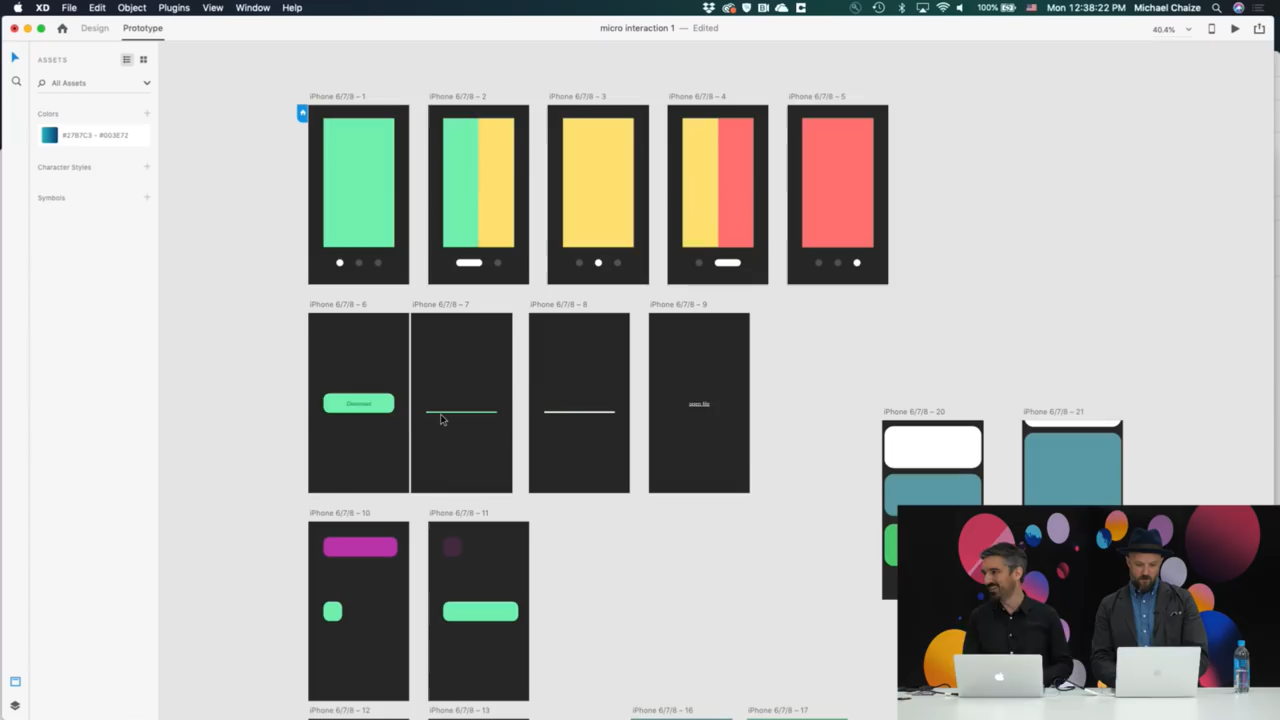 XD File Edit Object Plugins View Window Help
100% 12:38:22 PM Michael Chaize
Design Prototype
micro interaction 1 — Edited
40.4%
ASSETS
All Assets
Colors
#27B7C3 - #003E72
Character Styles
Symbols
iPhone 6/7/8 – 1 iPhone 6/7/8 – 2 iPhone 6/7/8 – 3 iPhone 6/7/8 – 4 iPhone 6/7/8 – 5
iPhone 6/7/8 – 6 iPhone 6/7/8 – 7 iPhone 6/7/8 – 8 iPhone 6/7/8 – 9
open file
iPhone 6/7/8 – 20 iPhone 6/7/8 – 21
iPhone 6/7/8 – 10 iPhone 6/7/8 – 11
iPhone 6/7/8 – 12 iPhone 6/7/8 – 13 iPhone 6/7/8 – 16 iPhone 6/7/8 – 17